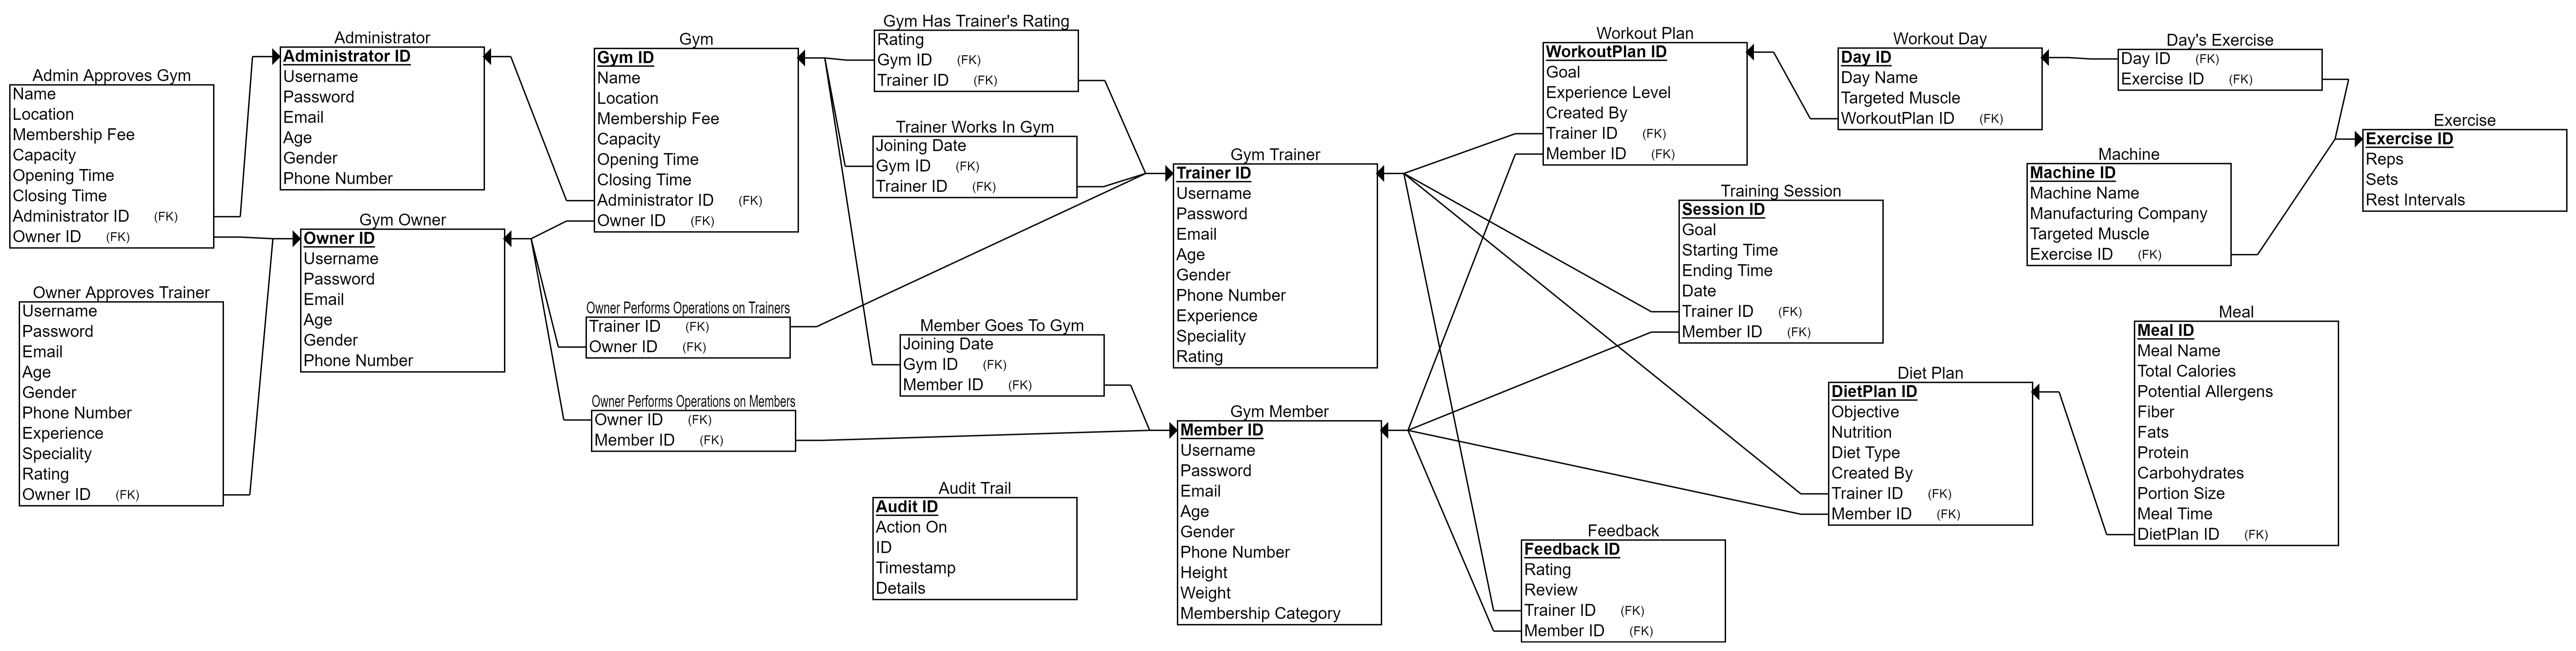 Admin Approves Gym
Name
Location
Membership Fee
Capacity
Opening Time
Closing Time
Administrator ID (FK)
Owner ID (FK)
Owner Approves Trainer
Username
Password
Email
Age
Gender
Phone Number
Experience
Speciality
Rating
Owner ID (FK)
Administrator
Administrator ID
Username
Password
Email
Age
Gender
Phone Number
Gym Owner
Owner ID
Username
Password
Email
Age
Gender
Phone Number
Gym
Gym ID
Name
Location
Membership Fee
Capacity
Opening Time
Closing Time
Administrator ID (FK)
Owner ID (FK)
Owner Performs Operations on Trainers
Trainer ID (FK)
Owner ID (FK)
Owner Performs Operations on Members
Owner ID (FK)
Member ID (FK)
Gym Has Trainer's Rating
Rating
Gym ID (FK)
Trainer ID (FK)
Trainer Works In Gym
Joining Date
Gym ID (FK)
Trainer ID (FK)
Member Goes To Gym
Joining Date
Gym ID (FK)
Member ID (FK)
Audit Trail
Audit ID
Action On
ID
Timestamp
Details
Gym Trainer
Trainer ID
Username
Password
Email
Age
Gender
Phone Number
Experience
Speciality
Rating
Gym Member
Member ID
Username
Password
Email
Age
Gender
Phone Number
Height
Weight
Membership Category
Workout Plan
WorkoutPlan ID
Goal
Experience Level
Created By
Trainer ID (FK)
Member ID (FK)
Training Session
Session ID
Goal
Starting Time
Ending Time
Date
Trainer ID (FK)
Member ID (FK)
Feedback
Feedback ID
Rating
Review
Trainer ID (FK)
Member ID (FK)
Workout Day
Day ID
Day Name
Targeted Muscle
WorkoutPlan ID (FK)
Diet Plan
DietPlan ID
Objective
Nutrition
Diet Type
Created By
Trainer ID (FK)
Member ID (FK)
Day's Exercise
Day ID (FK)
Exercise ID (FK)
Machine
Machine ID
Machine Name
Manufacturing Company
Targeted Muscle
Exercise ID (FK)
Meal
Meal ID
Meal Name
Total Calories
Potential Allergens
Fiber
Fats
Protein
Carbohydrates
Portion Size
Meal Time
DietPlan ID (FK)
Exercise
Exercise ID
Reps
Sets
Rest Intervals